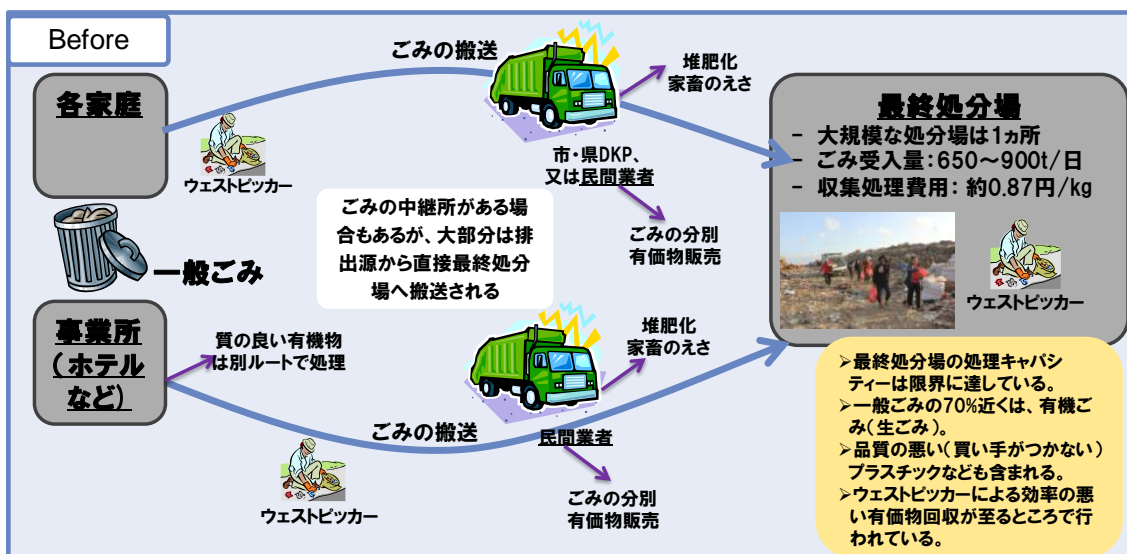 Before
各家庭
ごみの搬送
堆肥化
家畜のえさ
ウェストピッカー
市・県DKP、
又は民間業者
ごみの分別
有価物販売
ごみの中継所がある場
合もあるが、大部分は排
出源から直接最終処分
場へ搬送される
一般ごみ
事業所
(ホテル
など)
質の良い有機物
は別ルートで処理
堆肥化
家畜のえさ
ごみの搬送
民間業者
ウェストピッカー
ごみの分別
有価物販売
最終処分場
- 大規模な処分場は1ヵ所
- ごみ受入量:650~900t/日
- 収集処理費用: 約0.87円/kg
ウェストピッカー
➢最終処分場の処理キャパシ
ティーは限界に達している。
➢一般ごみの70%近くは、有機ご
み(生ごみ)。
➢品質の悪い(買い手がつかない)
プラスチックなども含まれる。
➢ウェストピッカーによる効率の悪
い有価物回収が至るところで行
われている。